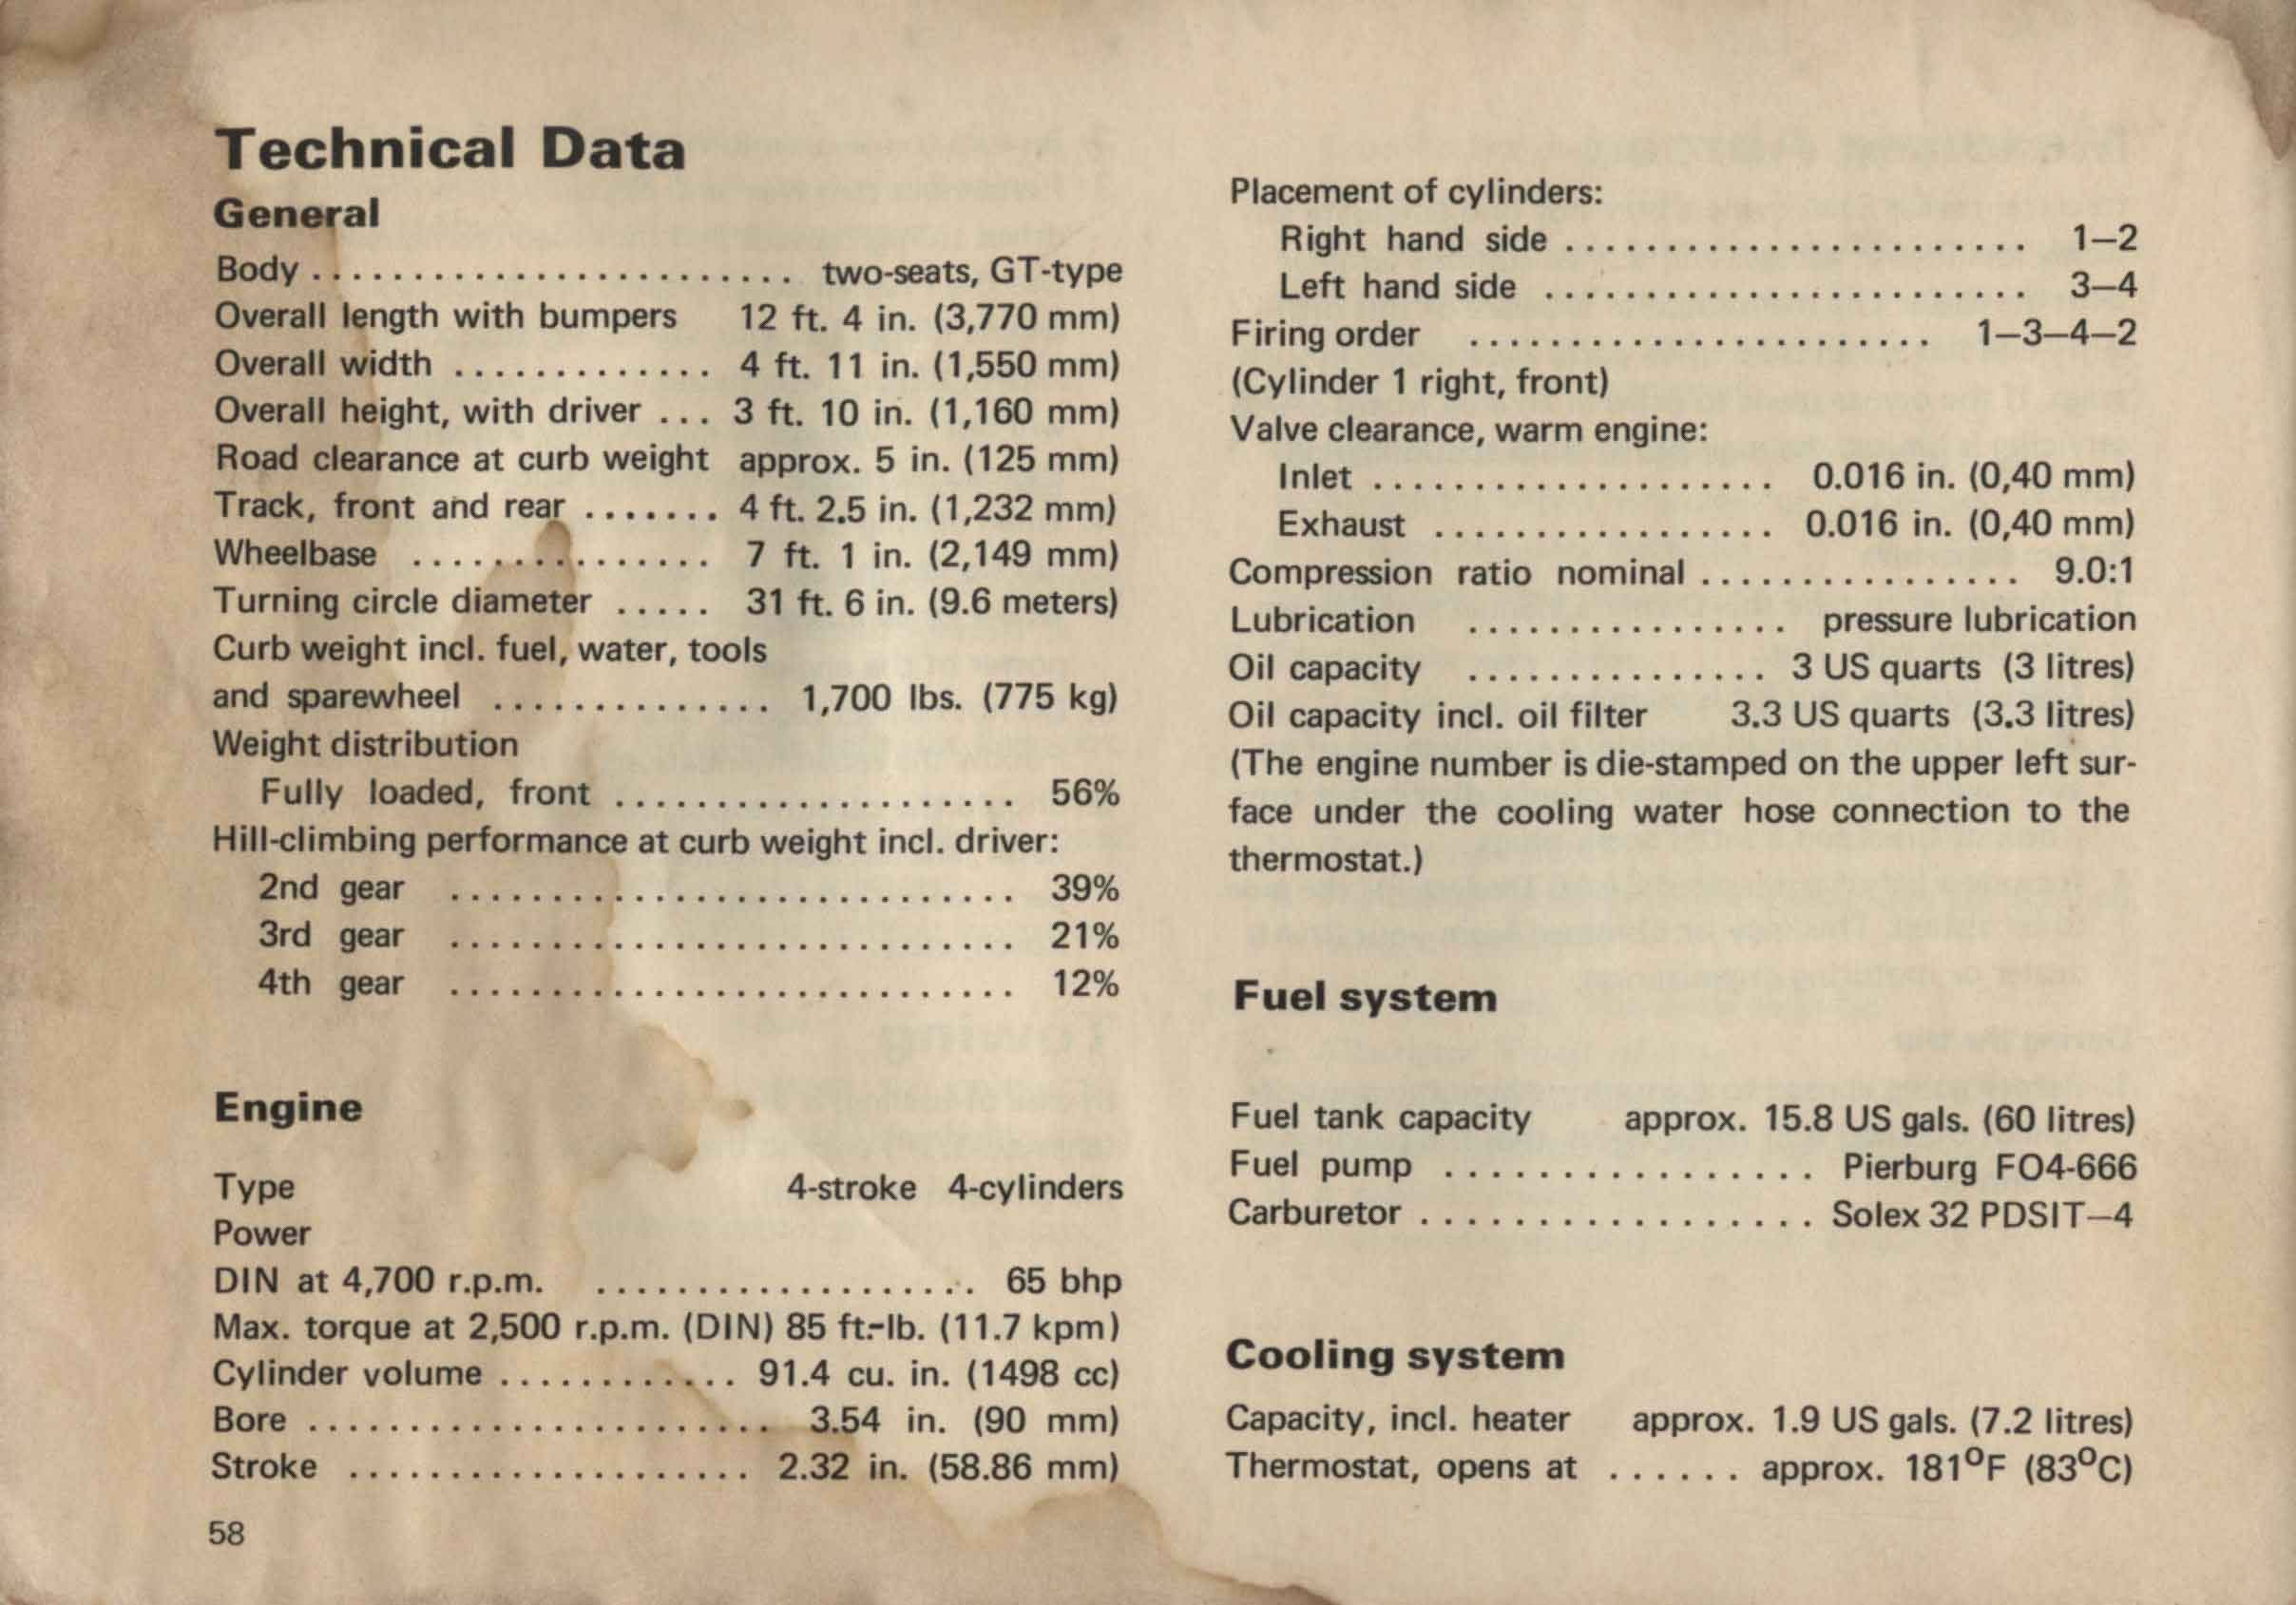 Technical Data
General
Body ........................ two-seats, GT-type
Overall length with bumpers 12 ft. 4 in. (3,770 mm)
Overall width ............. 4 ft. 11 in. (1,550 mm)
Overall height, with driver ... 3 ft. 10 in. (1,160 mm)
Road clearance at curb weight approx. 5 in. (125 mm)
Track, front and rear ....... 4 ft. 2.5 in. (1,232 mm)
Wheelbase ............... 7 ft. 1 in. (2,149 mm)
Turning circle diameter ..... 31 ft. 6 in. (9.6 meters)
Curb weight incl. fuel, water, tools
and sparewheel .............. 1,700 lbs. (775 kg)
Weight distribution
Fully loaded, front .................... 56%
Hill-climbing performance at curb weight incl. driver:
2nd gear ............................ 39%
3rd gear ............................ 21%
4th gear ............................ 12%
Engine
Type 4-stroke 4-cylinders
Power
DIN at 4,700 r.p.m. ................... 65 bhp
Max. torque at 2,500 r.p.m. (DIN) 85 ft.-lb. (11.7 kpm)
Cylinder volume ............ 91.4 cu. in. (1498 cc)
Bore ....................... 3.54 in. (90 mm)
Stroke .................... 2.32 in. (58.86 mm)
58
Placement of cylinders:
Right hand side ....................... 1–2
Left hand side ........................ 3–4
Firing order ....................... 1–3–4–2
(Cylinder 1 right, front)
Valve clearance, warm engine:
Inlet .................... 0.016 in. (0,40 mm)
Exhaust ................. 0.016 in. (0,40 mm)
Compression ratio nominal ................ 9.0:1
Lubrication ................ pressure lubrication
Oil capacity ............... 3 US quarts (3 litres)
Oil capacity incl. oil filter 3.3 US quarts (3.3 litres)
(The engine number is die-stamped on the upper left sur-
face under the cooling water hose connection to the
thermostat.)
Fuel system
Fuel tank capacity approx. 15.8 US gals. (60 litres)
Fuel pump ................ Pierburg FO4-666
Carburetor ................. Solex 32 PDSIT–4
Cooling system
Capacity, incl. heater approx. 1.9 US gals. (7.2 litres)
Thermostat, opens at ...... approx. 181°F (83°C)